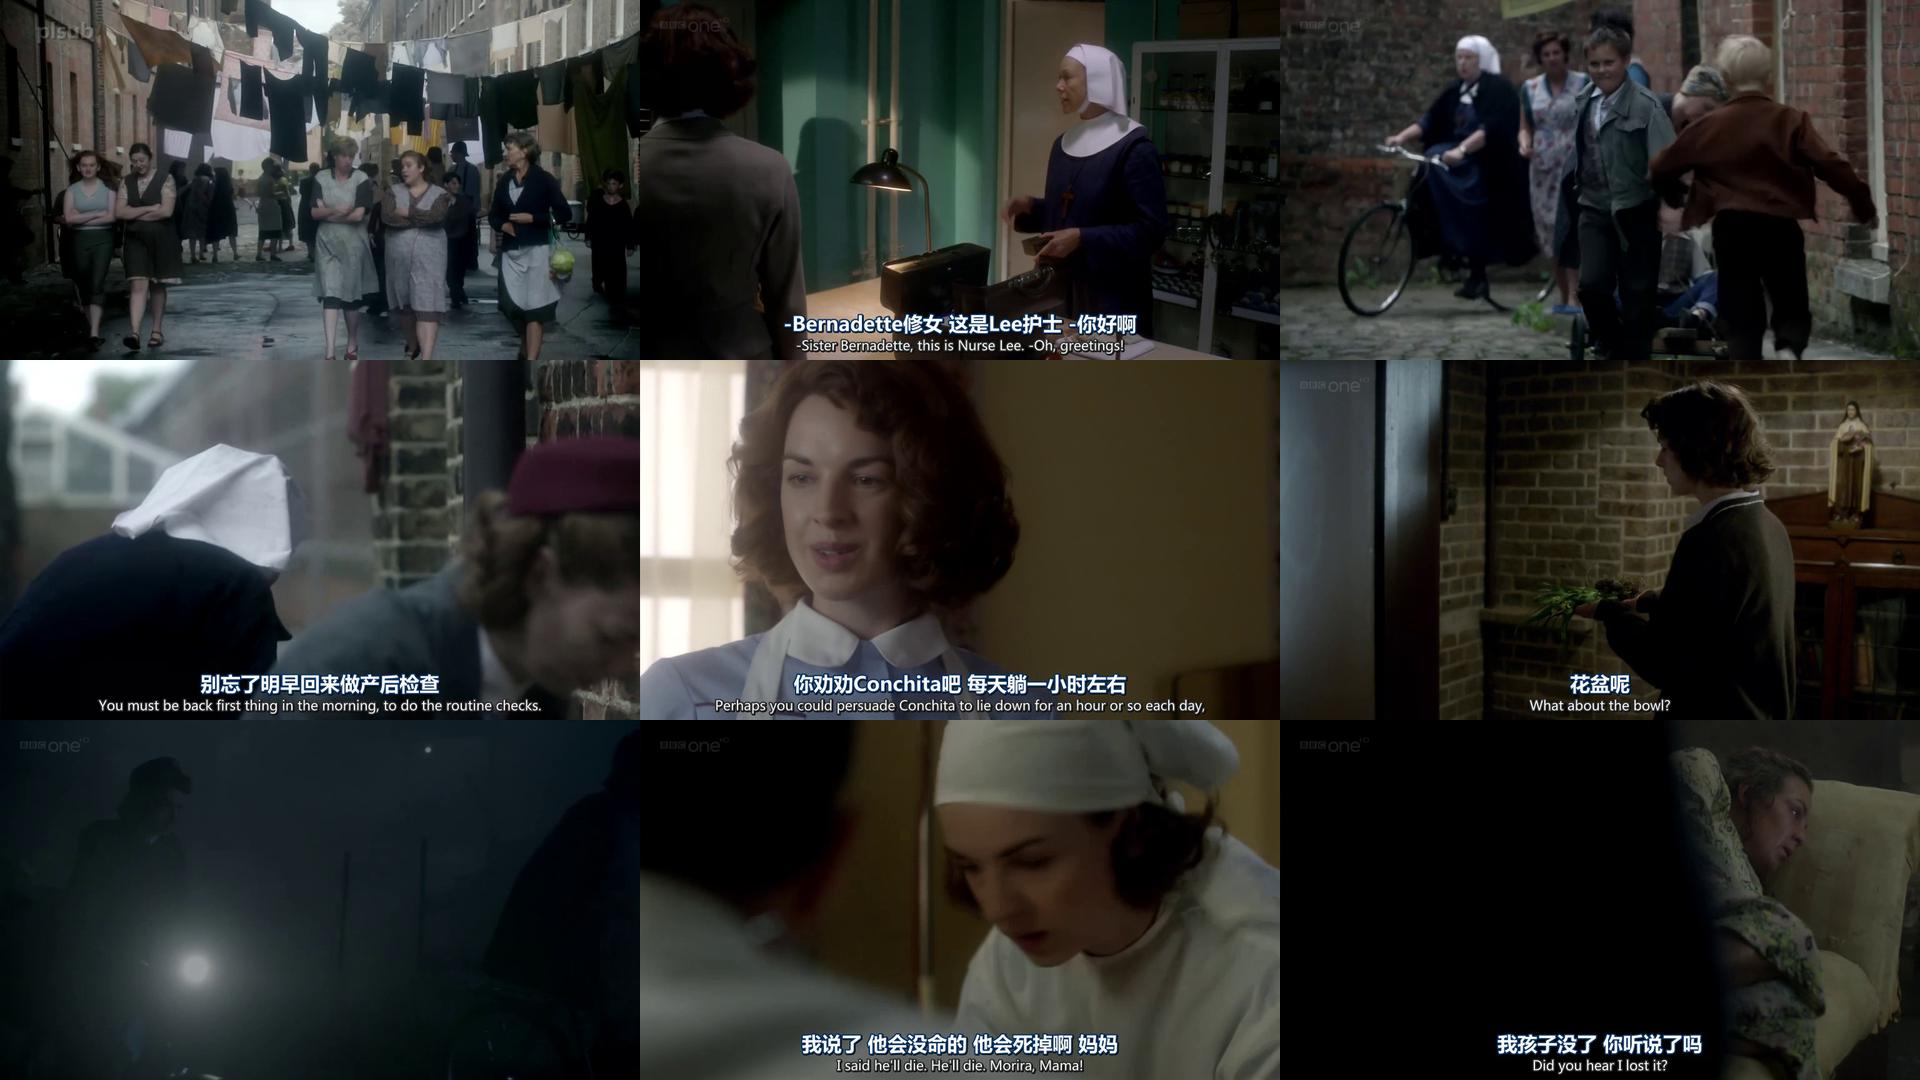 plsub
BBC one HD
-Bernadette修女 这是Lee护士 -你好啊
-Sister Bernadette, this is Nurse Lee. -Oh, greetings!
BBC one HD
别忘了明早回来做产后检查
You must be back first thing in the morning, to do the routine checks.
你劝劝Conchita吧 每天躺一小时左右
Perhaps you could persuade Conchita to lie down for an hour or so each day,
BBC one HD
花盆呢
What about the bowl?
BBC one HD
BBC one HD
我说了 他会没命的 他会死掉啊 妈妈
I said he'll die. He'll die. Morira, Mama!
BBC one HD
我孩子没了 你听说了吗
Did you hear I lost it?